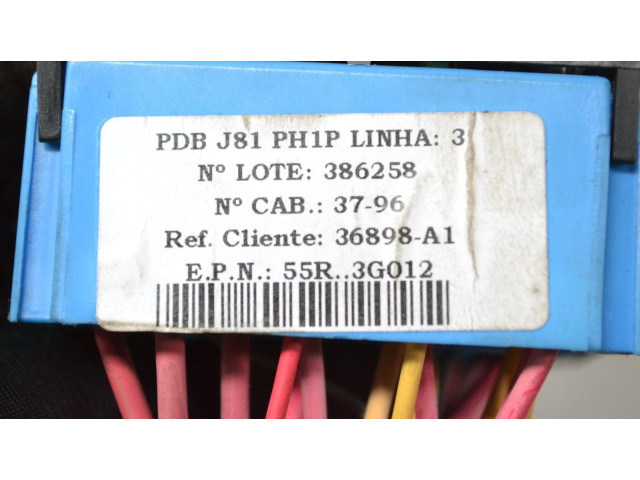 PDB J81 PH1P LINHA: 3
Nº LOTE: 386258
Nº CAB.: 37-96
Ref. Cliente: 36898-A1
E.P.N.: 55R..3G012